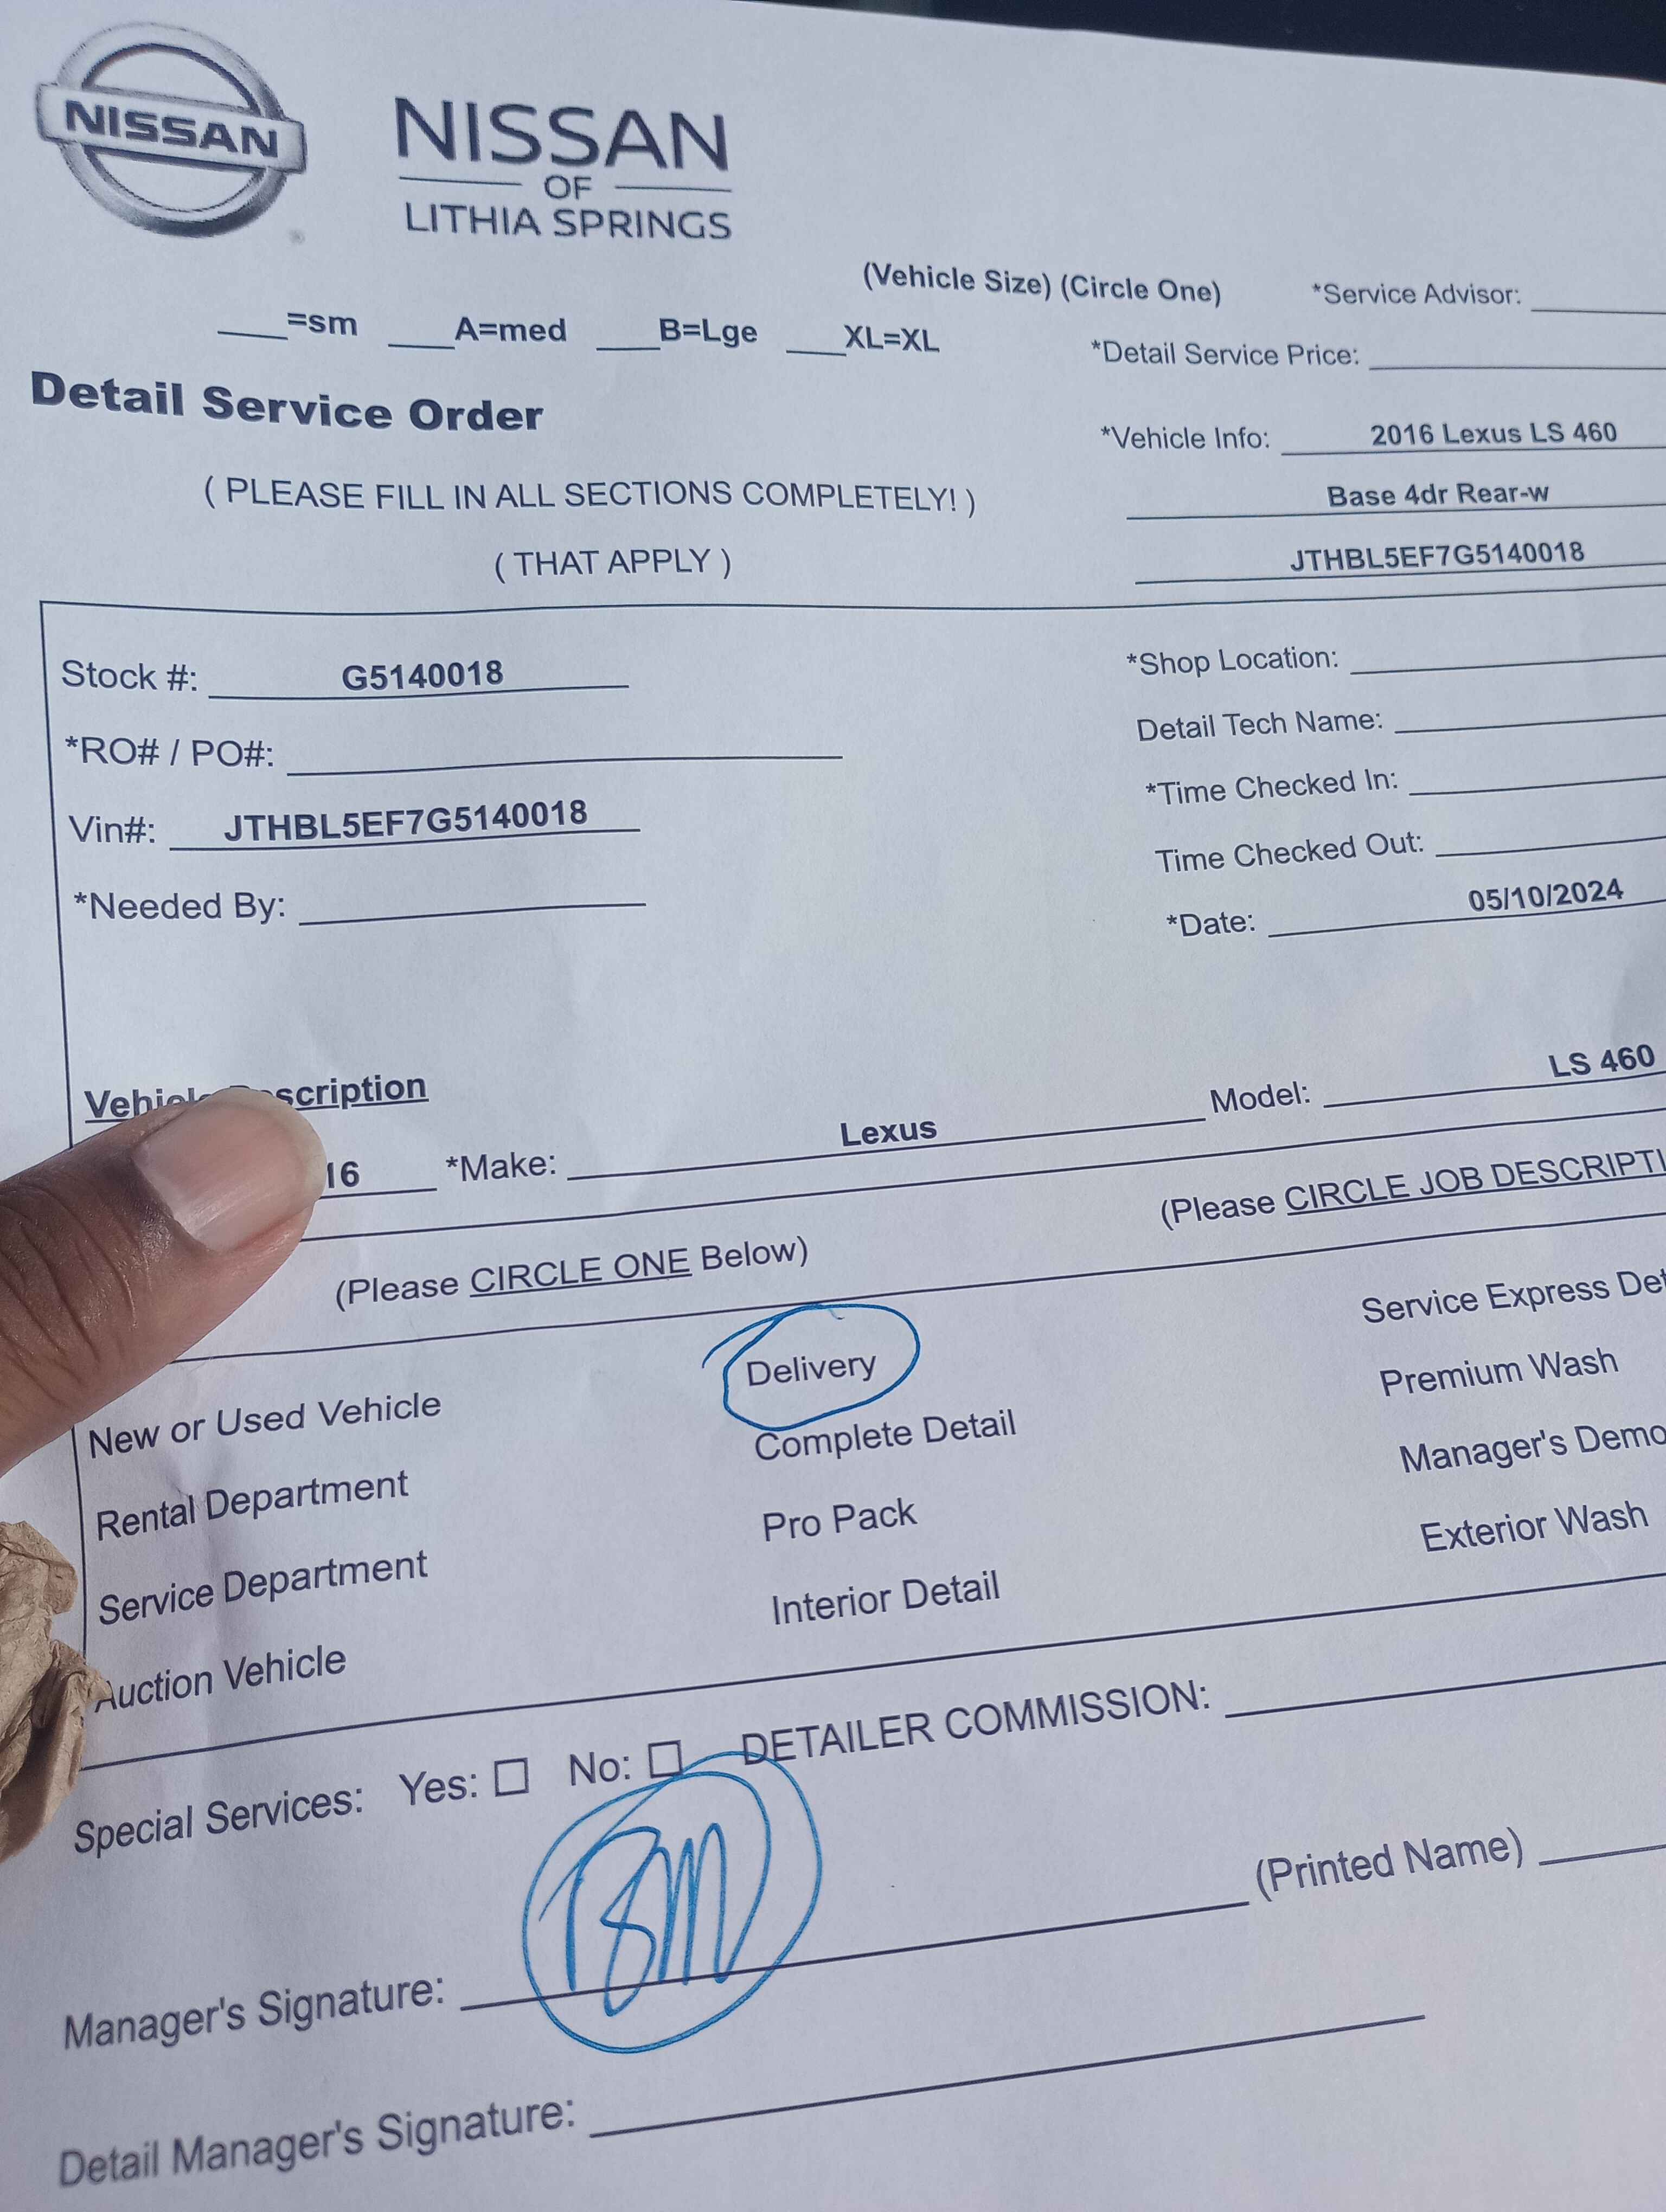 NISSAN
NISSAN
OF
LITHIA SPRINGS
(Vehicle Size) (Circle One)
*Service Advisor:
=sm A=med B=Lge XL=XL
*Detail Service Price:
Detail Service Order
*Vehicle Info: 2016 Lexus LS 460
( PLEASE FILL IN ALL SECTIONS COMPLETELY! )
Base 4dr Rear-w
( THAT APPLY )
JTHBL5EF7G5140018
Stock #: G5140018
*Shop Location:
*RO# / PO#:
Detail Tech Name:
Vin#: JTHBL5EF7G5140018
*Time Checked In:
Time Checked Out:
*Needed By:
*Date: 05/10/2024
scription
16 *Make: Lexus Model: LS 460
(Please CIRCLE ONE Below) (Please CIRCLE JOB DESCRIPTI
New or Used Vehicle Delivery Service Express Det
Rental Department Complete Detail Premium Wash
Service Department Pro Pack Manager's Demo
Auction Vehicle Interior Detail Exterior Wash
Special Services: Yes: No: DETAILER COMMISSION:
Manager's Signature: (Printed Name)
Detail Manager's Signature: